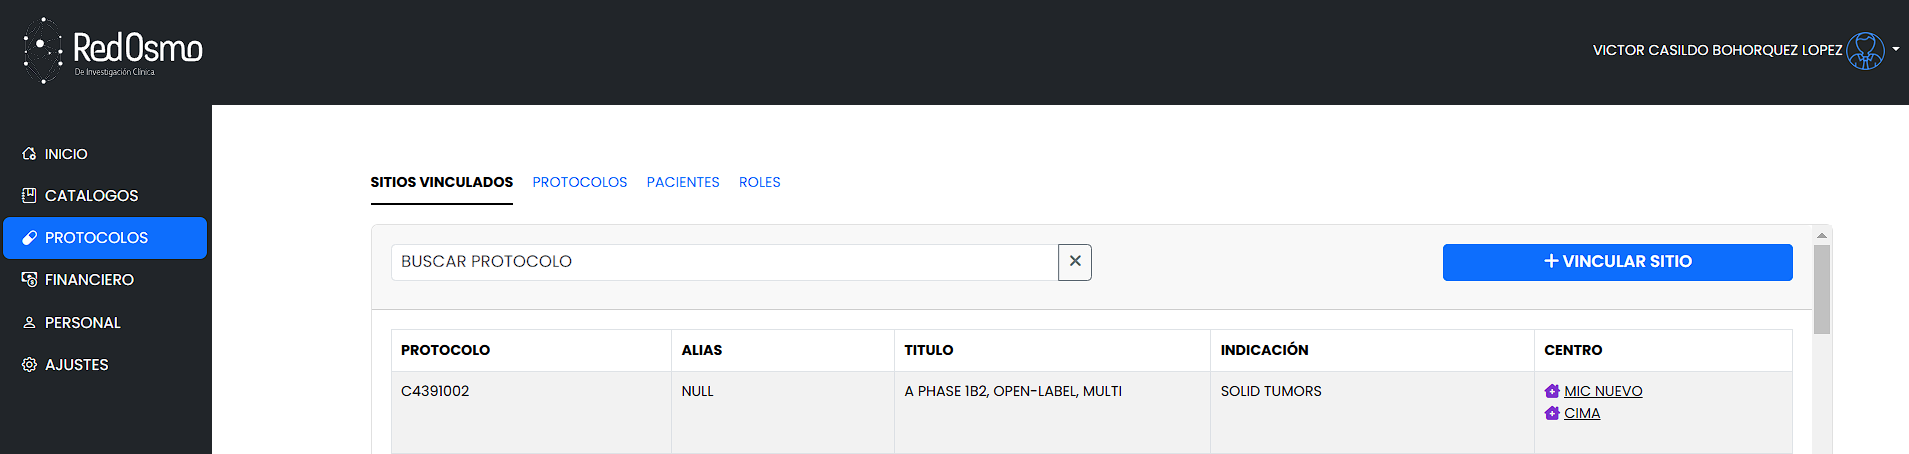 RedOsmo
De Investigación Clínica
VICTOR CASILDO BOHORQUEZ LOPEZ
INICIO
CATALOGOS
PROTOCOLOS
FINANCIERO
PERSONAL
AJUSTES
SITIOS VINCULADOS PROTOCOLOS PACIENTES ROLES
BUSCAR PROTOCOLO
+ VINCULAR SITIO
PROTOCOLO ALIAS TITULO INDICACIÓN CENTRO
C4391002 NULL A PHASE 1B2, OPEN-LABEL, MULTI SOLID TUMORS MIC NUEVO
CIMA